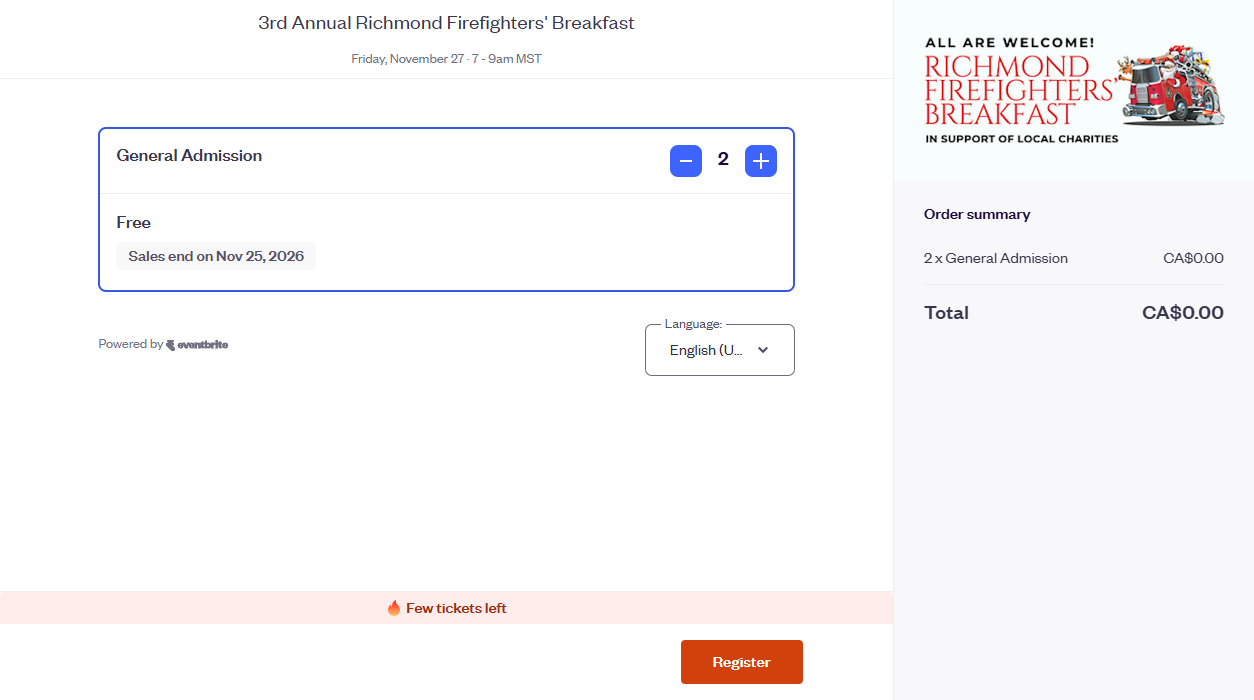 3rd Annual Richmond Firefighters' Breakfast
Friday, November 27 · 7 - 9am MST
General Admission
2
Free
Sales end on Nov 25, 2026
Powered by eventbrite
Language:
English (U...
Few tickets left
Register
ALL ARE WELCOME!
RICHMOND
FIREFIGHTERS'
BREAKFAST
IN SUPPORT OF LOCAL CHARITIES
Order summary
2 x General Admission CA$0.00
Total CA$0.00